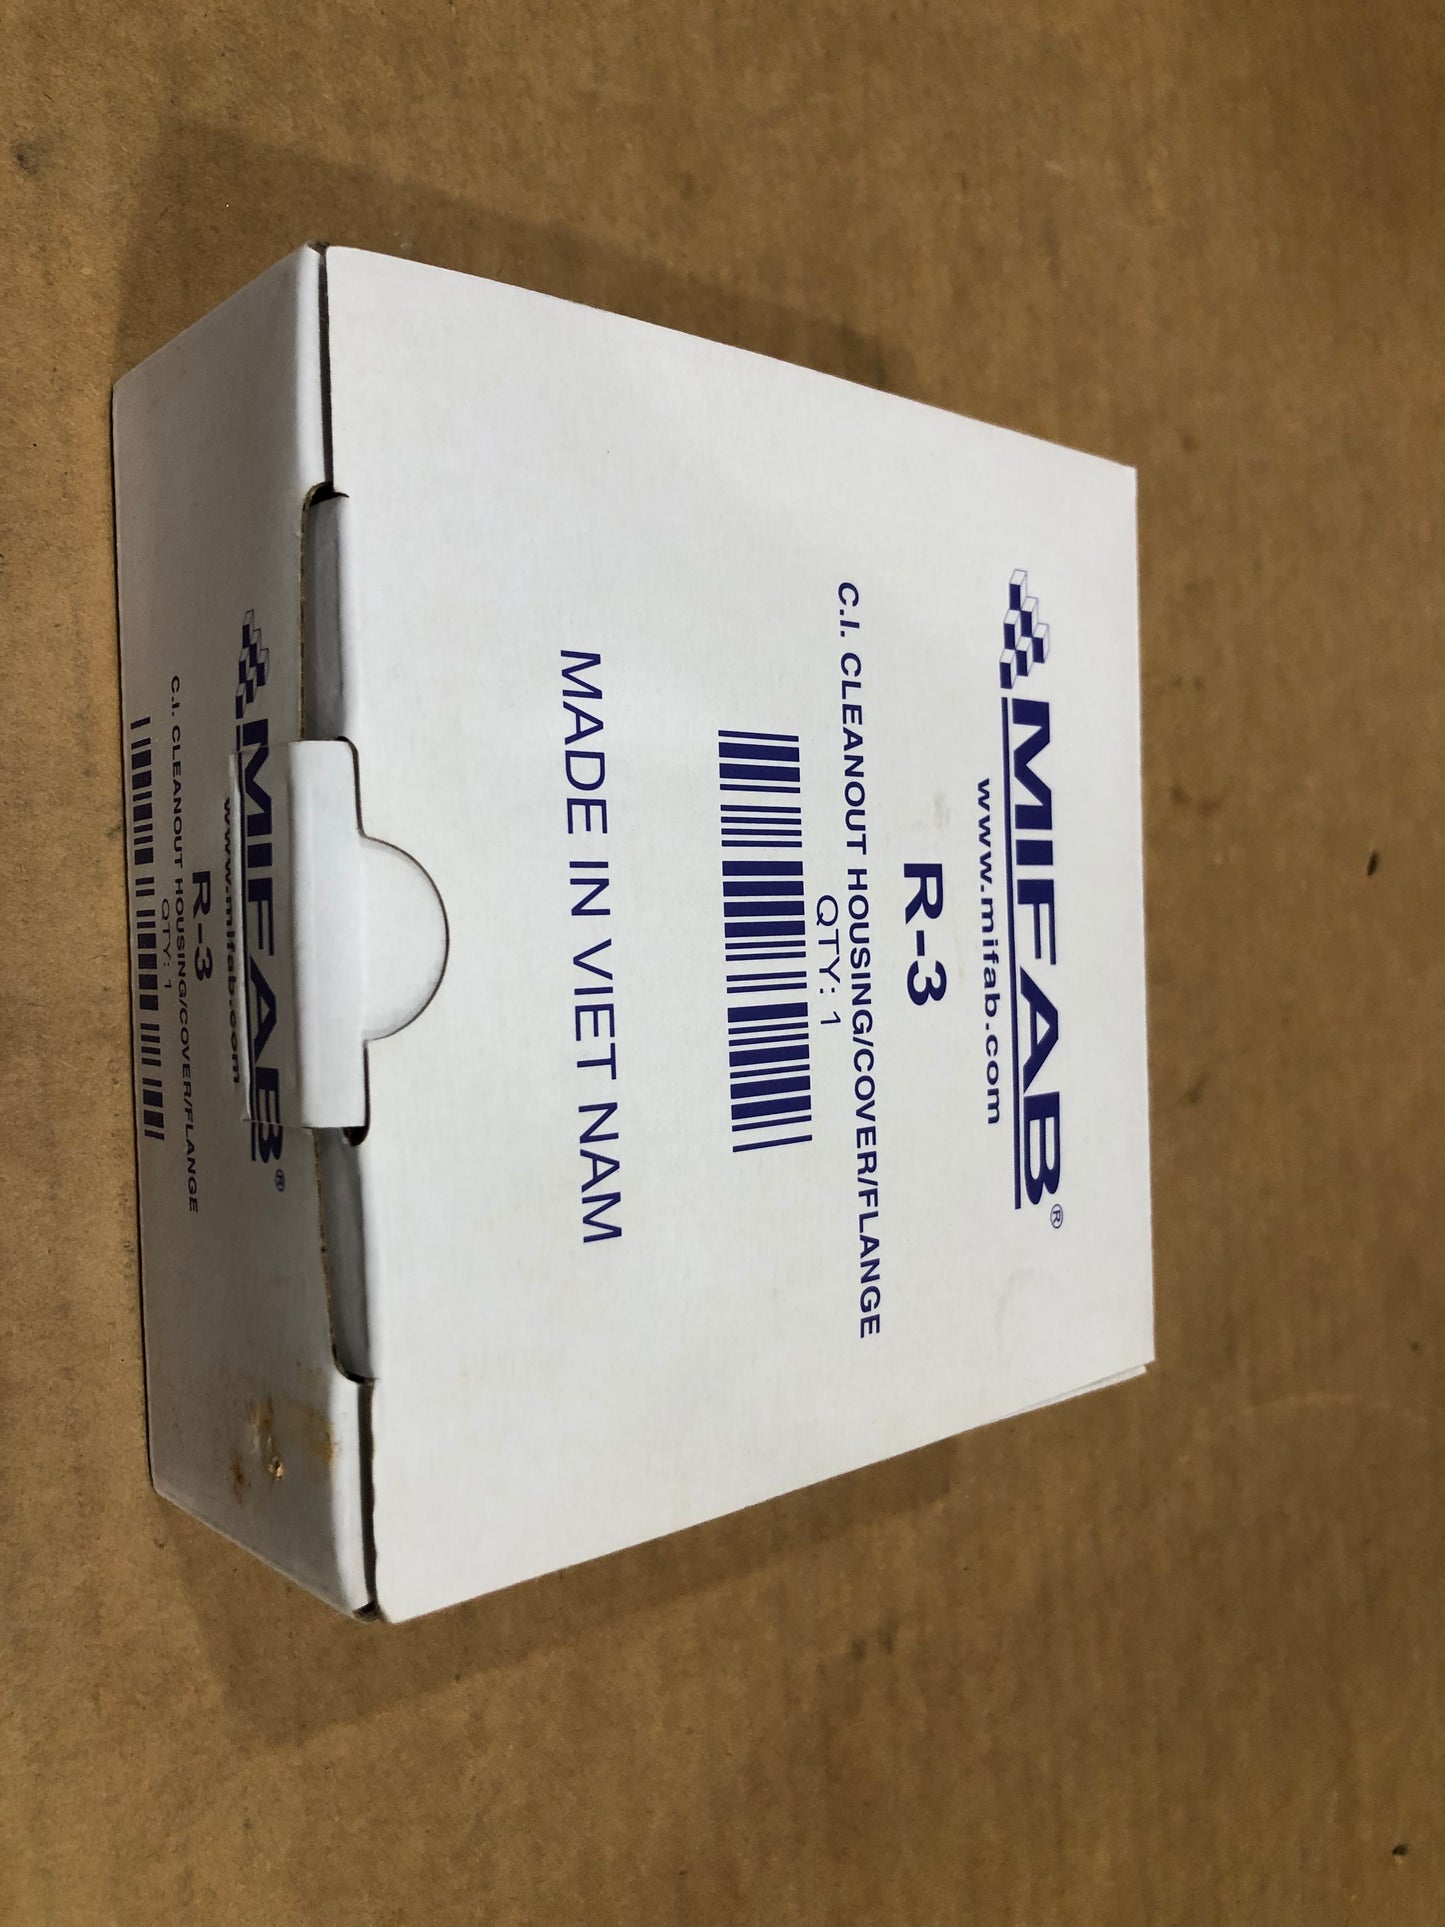 MIFAB®
www.mifab.com
R-3
C.I. CLEANOUT HOUSING/COVER/FLANGE
QTY: 1
MADE IN VIET NAM
MIFAB®
www.mifab.com
R-3
C.I. CLEANOUT HOUSING/COVER/FLANGE
QTY: 1